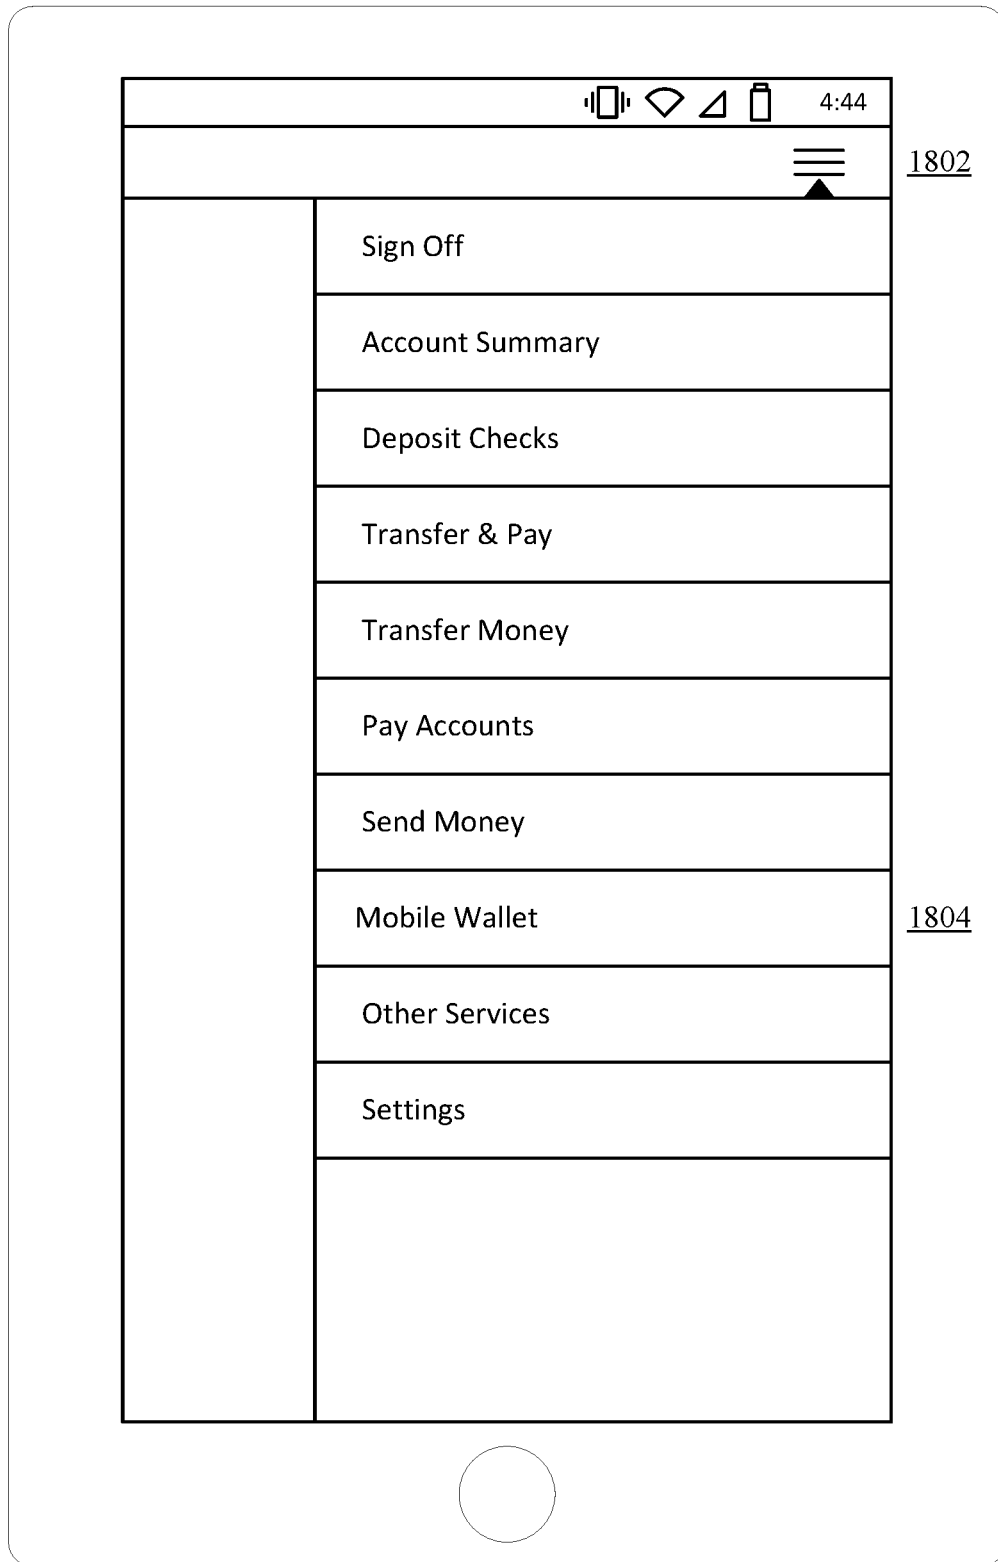 4:44
1802
Sign Off
Account Summary
Deposit Checks
Transfer & Pay
Transfer Money
Pay Accounts
Send Money
Mobile Wallet
1804
Other Services
Settings